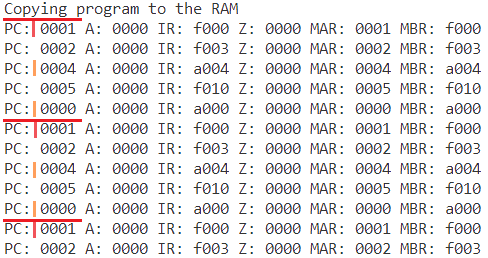 Copying program to the RAM
PC: 0001 A: 0000 IR: f000 Z: 0000 MAR: 0001 MBR: f000
PC: 0002 A: 0000 IR: f003 Z: 0000 MAR: 0002 MBR: f003
PC: 0004 A: 0000 IR: a004 Z: 0000 MAR: 0004 MBR: a004
PC: 0005 A: 0000 IR: f010 Z: 0000 MAR: 0005 MBR: f010
PC: 0000 A: 0000 IR: a000 Z: 0000 MAR: 0000 MBR: a000
PC: 0001 A: 0000 IR: f000 Z: 0000 MAR: 0001 MBR: f000
PC: 0002 A: 0000 IR: f003 Z: 0000 MAR: 0002 MBR: f003
PC: 0004 A: 0000 IR: a004 Z: 0000 MAR: 0004 MBR: a004
PC: 0005 A: 0000 IR: f010 Z: 0000 MAR: 0005 MBR: f010
PC: 0000 A: 0000 IR: a000 Z: 0000 MAR: 0000 MBR: a000
PC: 0001 A: 0000 IR: f000 Z: 0000 MAR: 0001 MBR: f000
PC: 0002 A: 0000 IR: f003 Z: 0000 MAR: 0002 MBR: f003